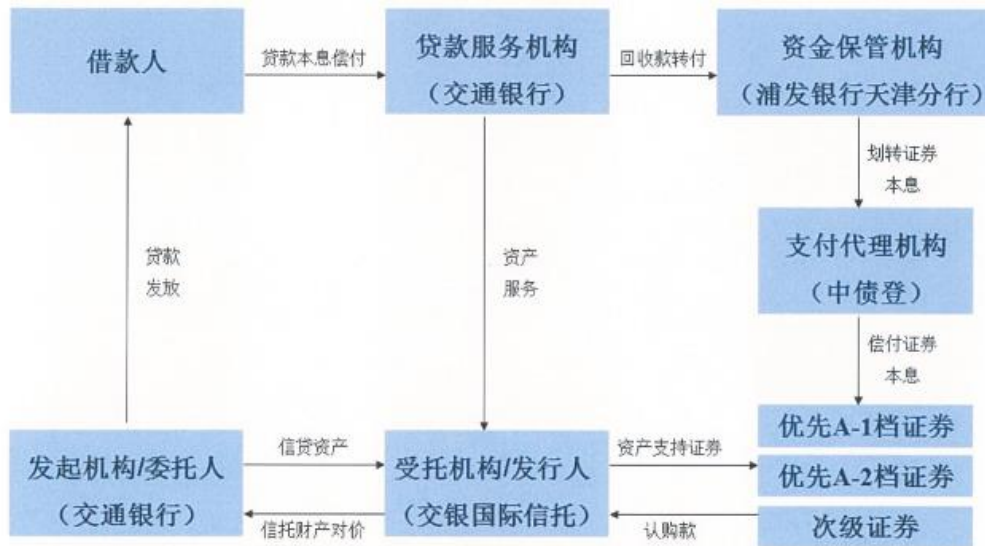 借款人
贷款本息偿付
贷款服务机构
（交通银行）
回收款转付
资金保管机构
（浦发银行天津分行）
划转证券
本息
贷款
发放
资产
服务
支付代理机构
（中债登）
偿付证券
本息
发起机构/委托人
（交通银行）
信贷资产
信托财产对价
受托机构/发行人
（交银国际信托）
资产支持证券
认购款
优先A-1档证券
优先A-2档证券
次级证券